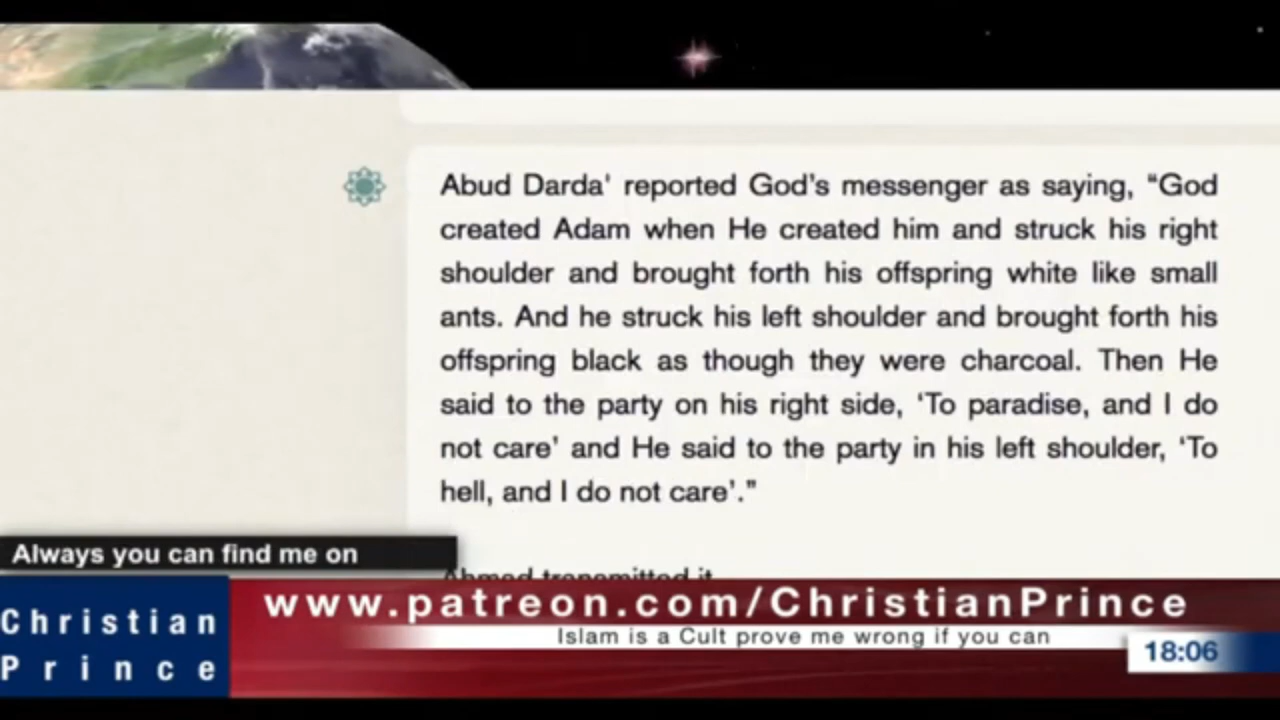 Abud Darda' reported God's messenger as saying, “God
created Adam when He created him and struck his right
shoulder and brought forth his offspring white like small
ants. And he struck his left shoulder and brought forth his
offspring black as though they were charcoal. Then He
said to the party on his right side, ‘To paradise, and I do
not care’ and He said to the party in his left shoulder, ‘To
hell, and I do not care’.”
Ahmad transmitted it
Always you can find me on
www.patreon.com/ChristianPrince
Christian
Prince
Islam is a Cult prove me wrong if you can
18:06